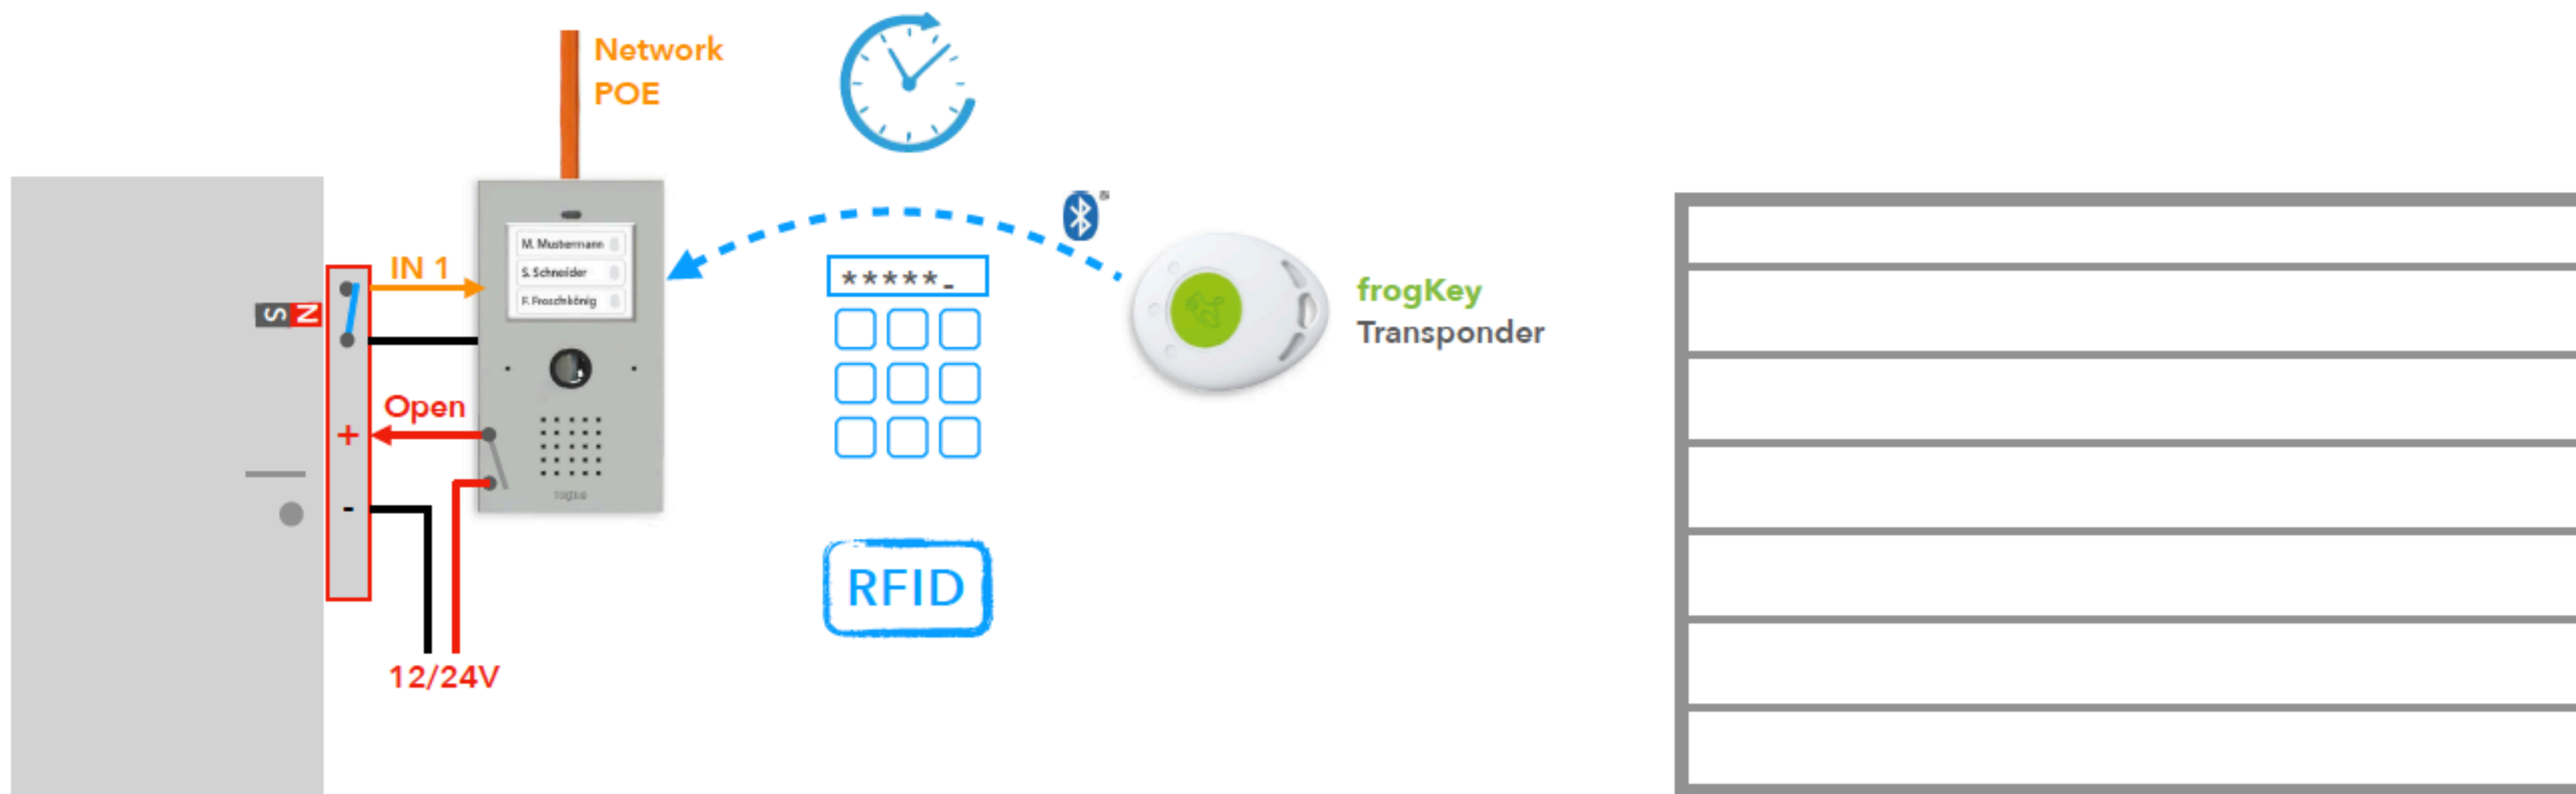 Network
POE
M. Mustermann
S. Schneider
F. Froschkönig
IN 1
S N
*****_
frogKey
Transponder
Open
+
-
RFID
12/24V